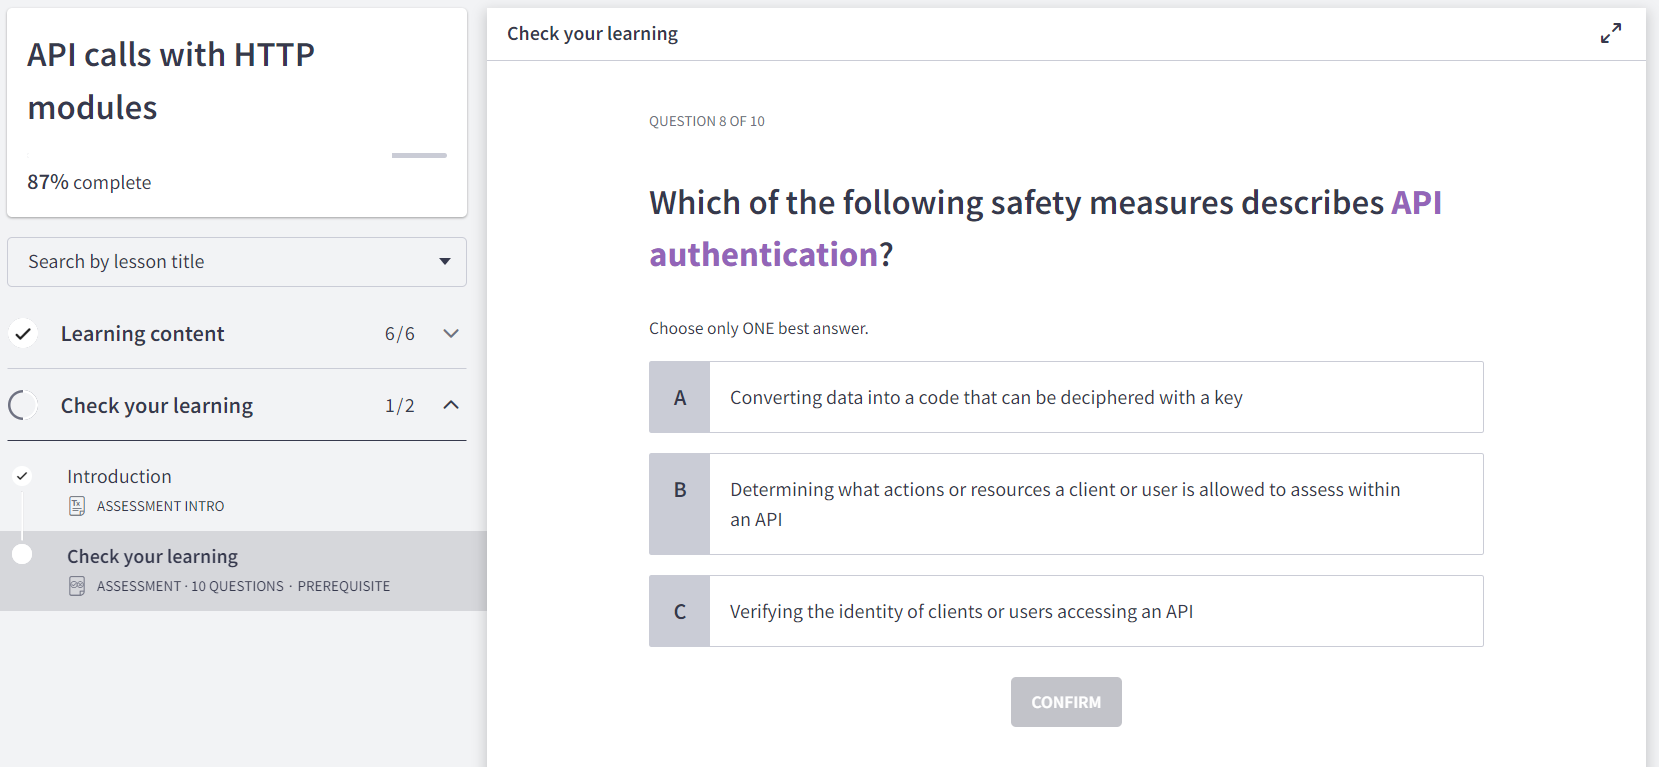 API calls with HTTP
modules
87% complete
Search by lesson title
Learning content 6/6
Check your learning 1/2
Introduction
ASSESSMENT INTRO
Check your learning
ASSESSMENT · 10 QUESTIONS · PREREQUISITE
Check your learning
QUESTION 8 OF 10
Which of the following safety measures describes API
authentication?
Choose only ONE best answer.
A Converting data into a code that can be deciphered with a key
B Determining what actions or resources a client or user is allowed to assess within
an API
C Verifying the identity of clients or users accessing an API
CONFIRM